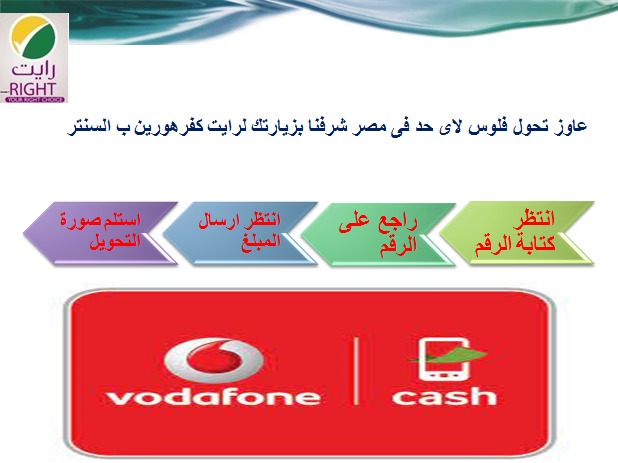 رايت
RIGHT
YOUR RIGHT CHOICE
عاوز تحول فلوس لاى حد فى مصر شرفنا بزيارتك لرايت كفرهورين ب السنتر
انتظر
كتابة الرقم
راجع على
الرقم
انتظر ارسال
المبلغ
استلم صورة
التحويل
vodafone
cash